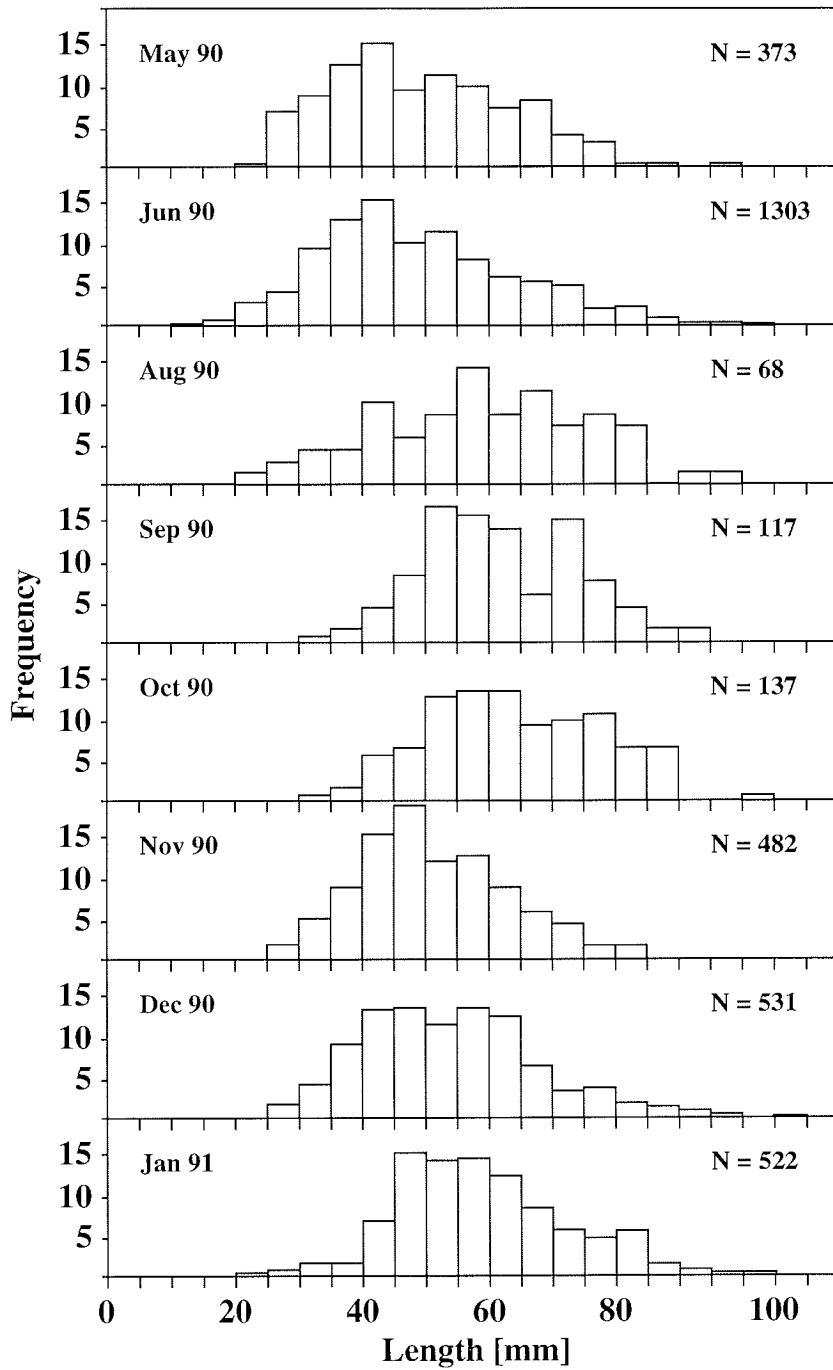 May 90 N = 373
15
10
5
Jun 90 N = 1303
15
10
5
Aug 90 N = 68
15
10
5
Sep 90 N = 117
15
10
5
Oct 90 N = 137
15
10
5
Nov 90 N = 482
15
10
5
Dec 90 N = 531
15
10
5
Jan 91 N = 522
15
10
5
Frequency
0 20 40 60 80 100
Length [mm]